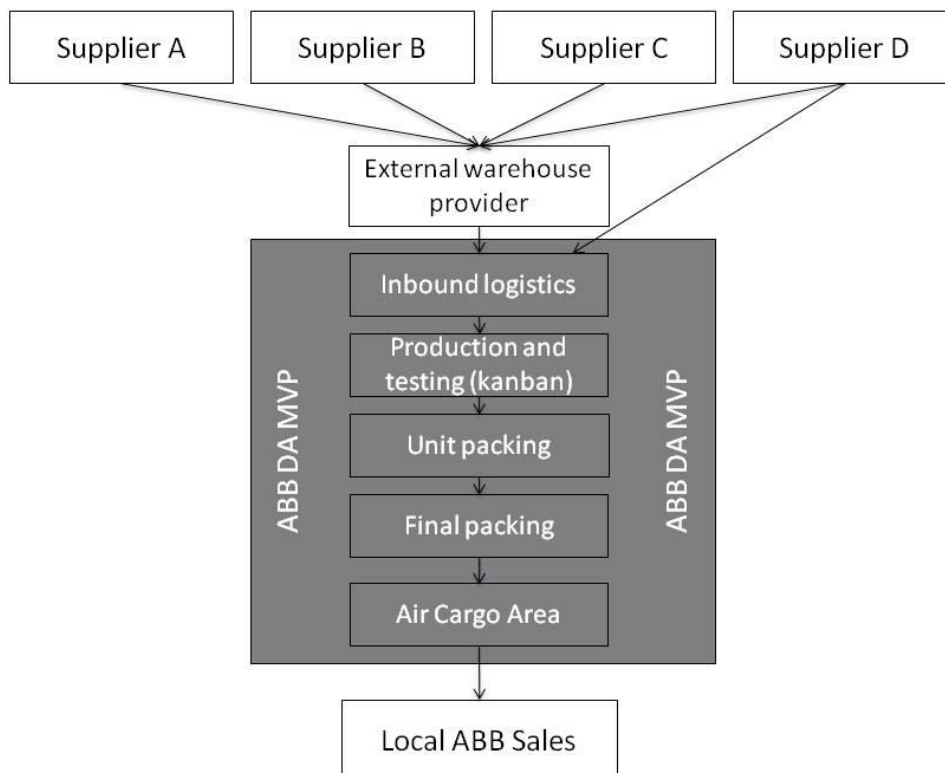 Supplier A
Supplier B
Supplier C
Supplier D
External warehouse
provider
Inbound logistics
Production and
testing (kanban)
Unit packing
Final packing
Air Cargo Area
ABB DA MVP
ABB DA MVP
Local ABB Sales